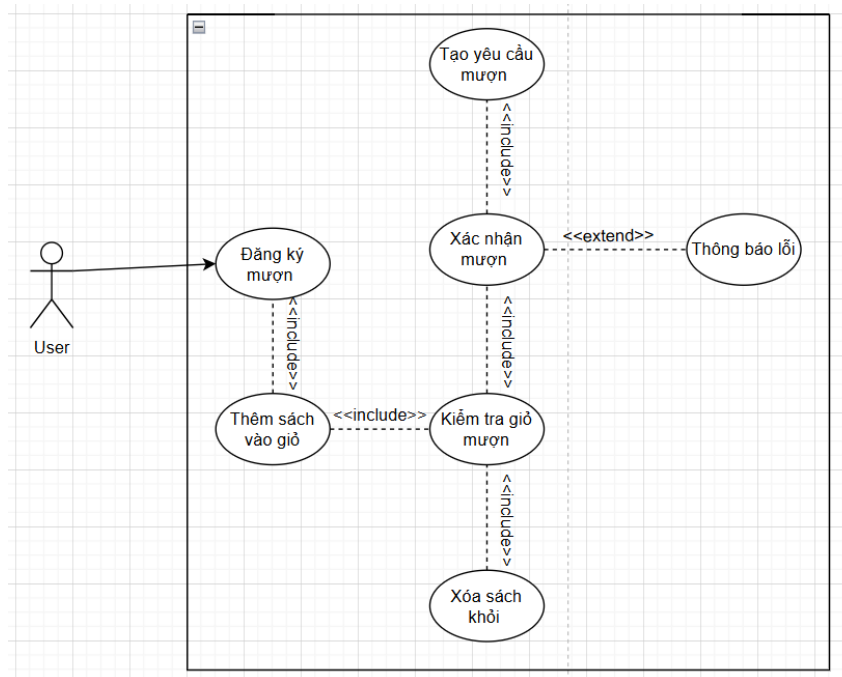 Tạo yêu cầu
mượn
<<include>>
Đăng ký
mượn
Xác nhận
mượn
<<extend>>
Thông báo lỗi
User
<<include>>
<<include>>
Thêm sách
vào giỏ
<<include>>
Kiểm tra giỏ
mượn
<<include>>
Xóa sách
khỏi